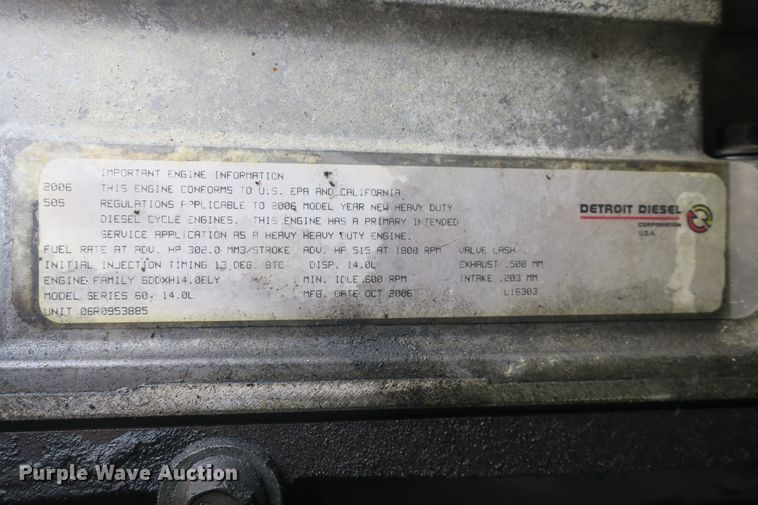 IMPORTANT ENGINE INFORMATION
2006 THIS ENGINE CONFORMS TO U.S. EPA AND CALIFORNIA
50S REGULATIONS APPLICABLE TO 2006 MODEL YEAR NEW HEAVY DUTY
DIESEL CYCLE ENGINES. THIS ENGINE HAS A PRIMARY INTENDED
SERVICE APPLICATION AS A HEAVY HEAVY DUTY ENGINE.
FUEL RATE AT ADV. HP 302.0 MM3/STROKE ADV. HP 515 AT 1800 RPM VALVE LASH
INITIAL INJECTION TIMING 13 DEG. BTC DISP. 14.0L EXHAUST .508 MM
ENGINE FAMILY 6DDXH14.0ELY MIN. IDLE 600 RPM INTAKE .203 MM
MODEL SERIES 60, 14.0L MFG. DATE OCT 2006 L16303
UNIT 06R0953885
DETROIT DIESEL
CORPORATION
U.S.A.
Purple Wave Auction